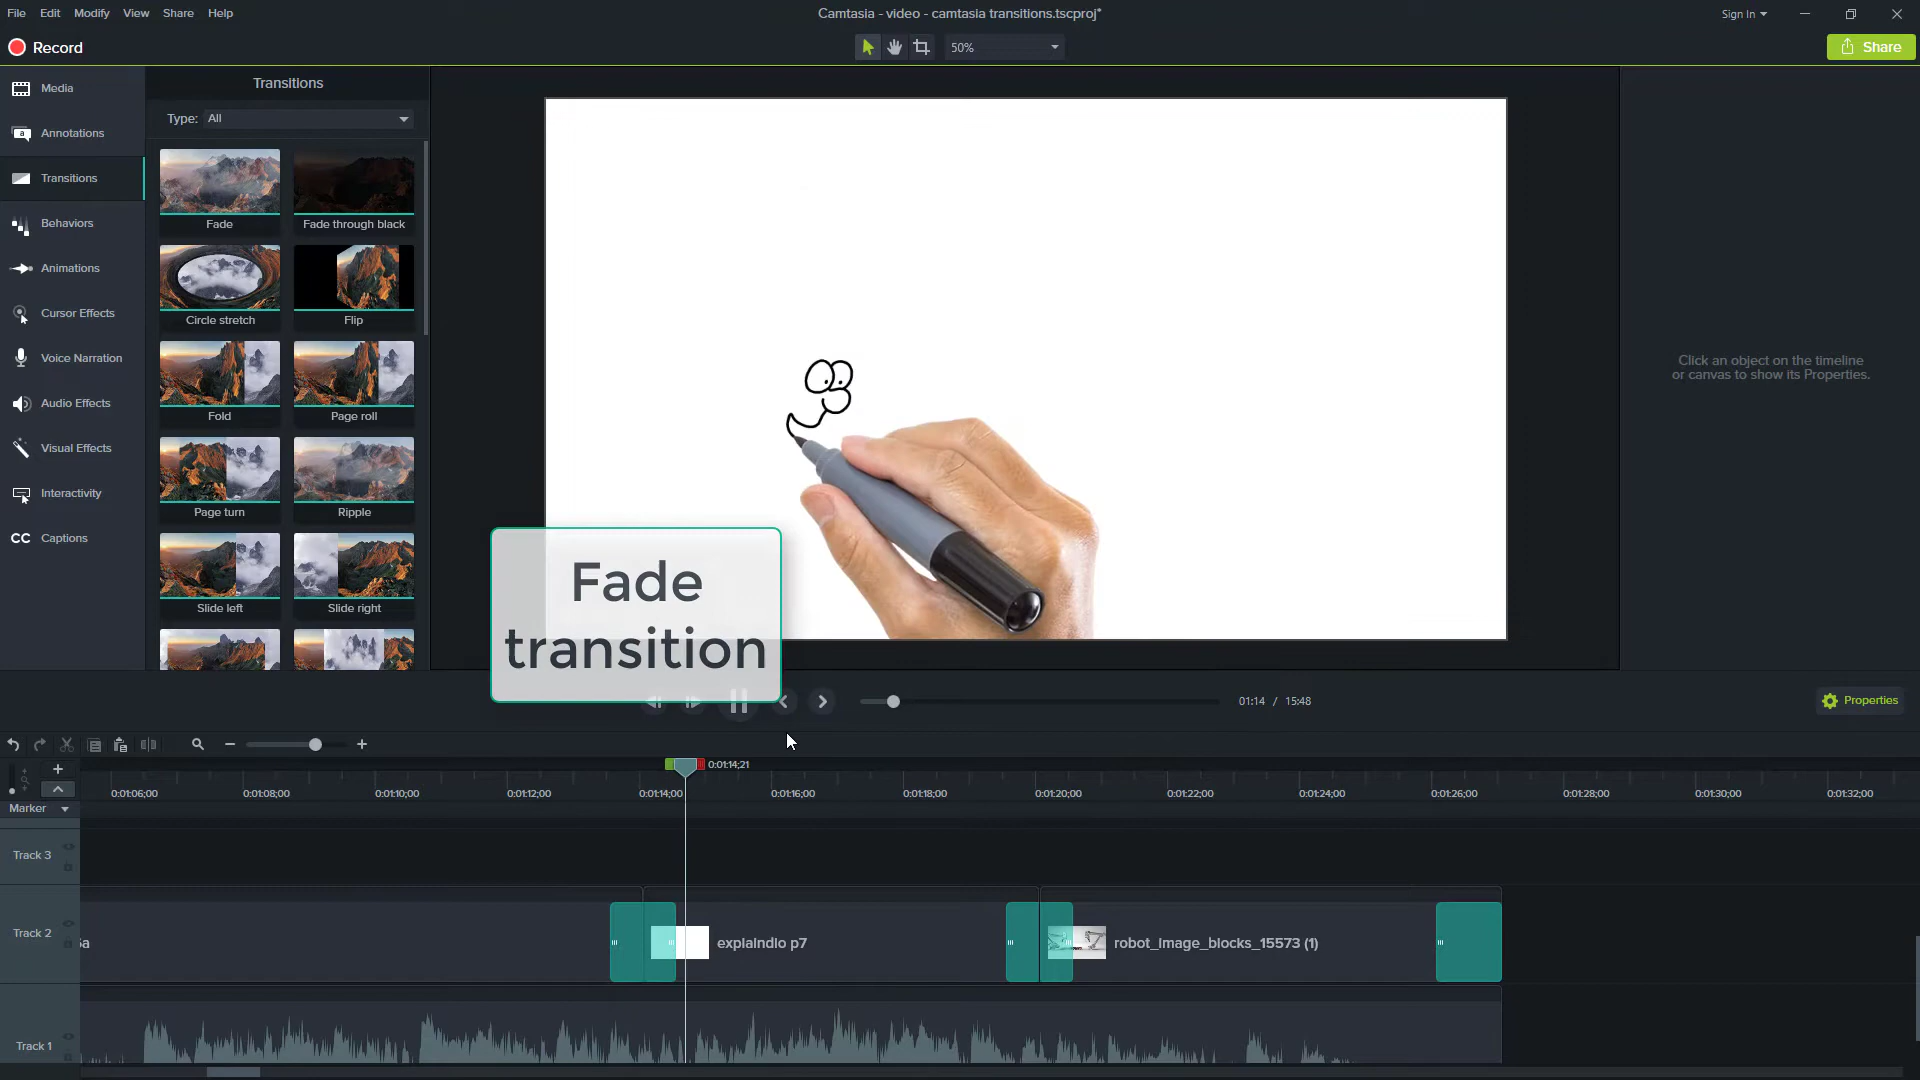 File Edit Modify View Share Help
Camtasia - video - camtasia transitions.tscproj*
Sign In
Record
50%
Share
Media
Annotations
Transitions
Behaviors
Animations
Cursor Effects
Voice Narration
Audio Effects
Visual Effects
Interactivity
CC Captions
Transitions
Type: All
Fade
Fade through black
Circle stretch
Flip
Fold
Page roll
Page turn
Ripple
Slide left
Slide right
Click an object on the timeline
or canvas to show its Properties.
Fade
transition
01:14 / 15:48
Properties
0:01:14;21
0:01:06;00 0:01:08;00 0:01:10;00 0:01:12;00 0:01:14;00 0:01:16;00 0:01:18;00 0:01:20;00 0:01:22;00 0:01:24;00 0:01:26;00 0:01:28;00 0:01:30;00 0:01:32;00
Marker
Track 3
Track 2
explaindio p7
robot_image_blocks_15573 (1)
Track 1